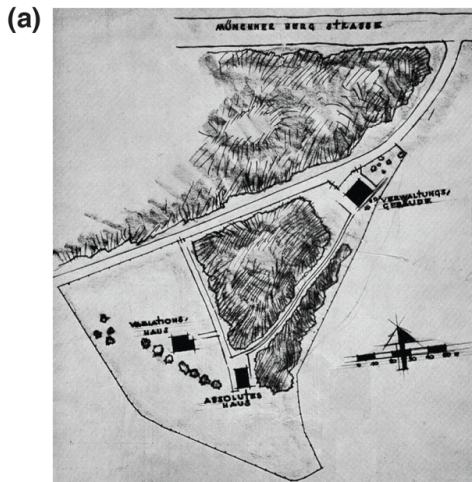 (a)
MÜNCHNER BERG STRASSE
VERWALTUNGS/
GEBÄUDE
VARIATIONS/
HAUS
ABSOLUTES
HAUS